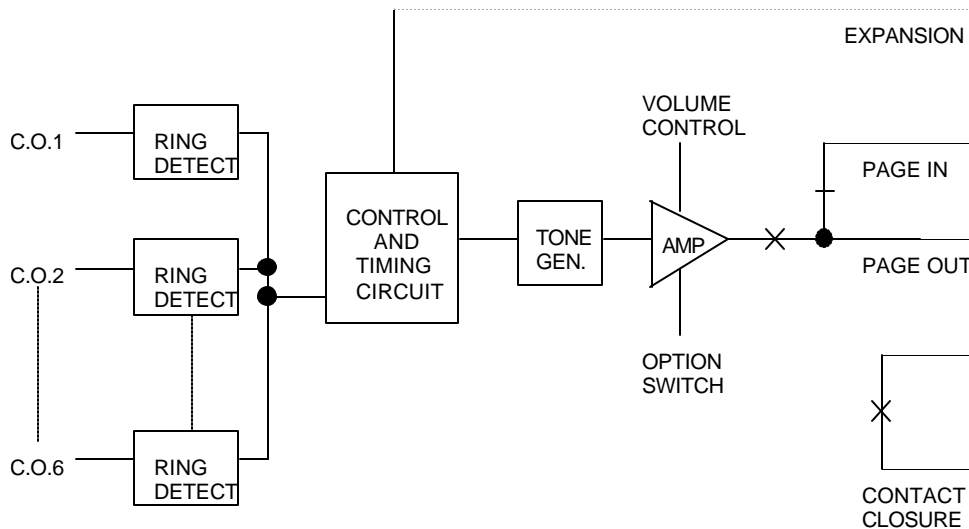 EXPANSION
VOLUME
CONTROL
C.O.1
RING
DETECT
PAGE IN
CONTROL
AND
TIMING
CIRCUIT
TONE
GEN.
AMP
C.O.2
RING
DETECT
PAGE OUT
OPTION
SWITCH
C.O.6
RING
DETECT
CONTACT
CLOSURE